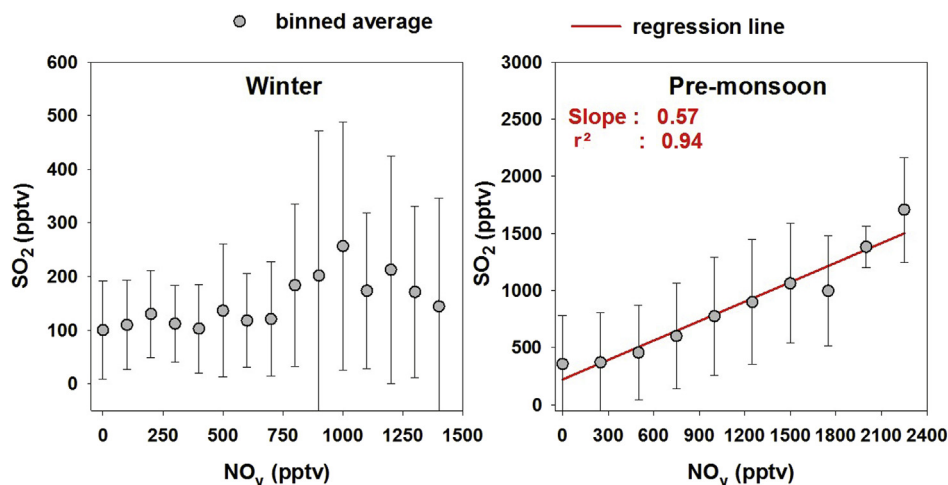 binned average
regression line
Winter
600
500
400
300
200
100
0
SO₂ (pptv)
0 250 500 750 1000 1250 1500
NOy (pptv)
Pre-monsoon
Slope : 0.57
r² : 0.94
3000
2500
2000
1500
1000
500
0
SO₂ (pptv)
0 300 600 900 1200 1500 1800 2100 2400
NOy (pptv)